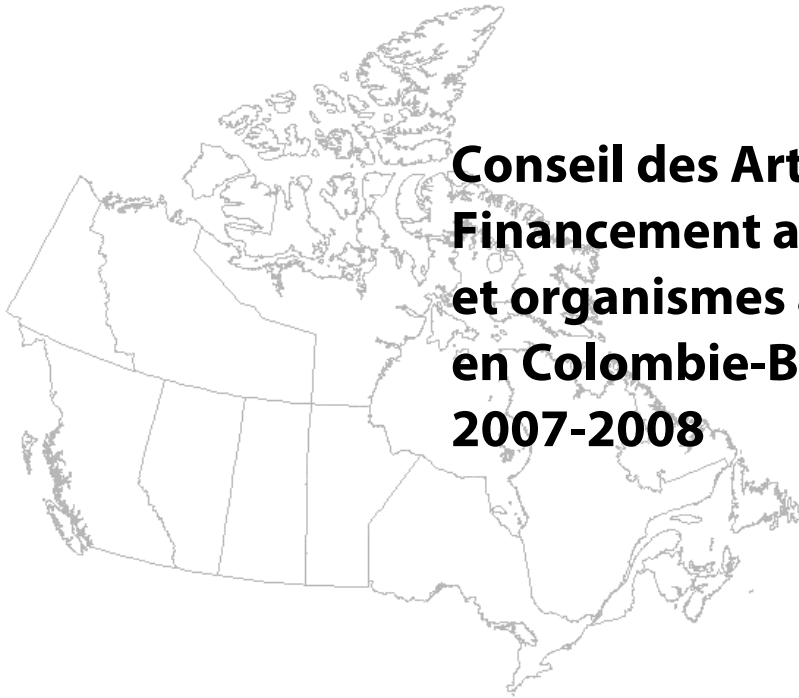 Conseil des Art
Financement a
et organismes a
en Colombie-B
2007-2008